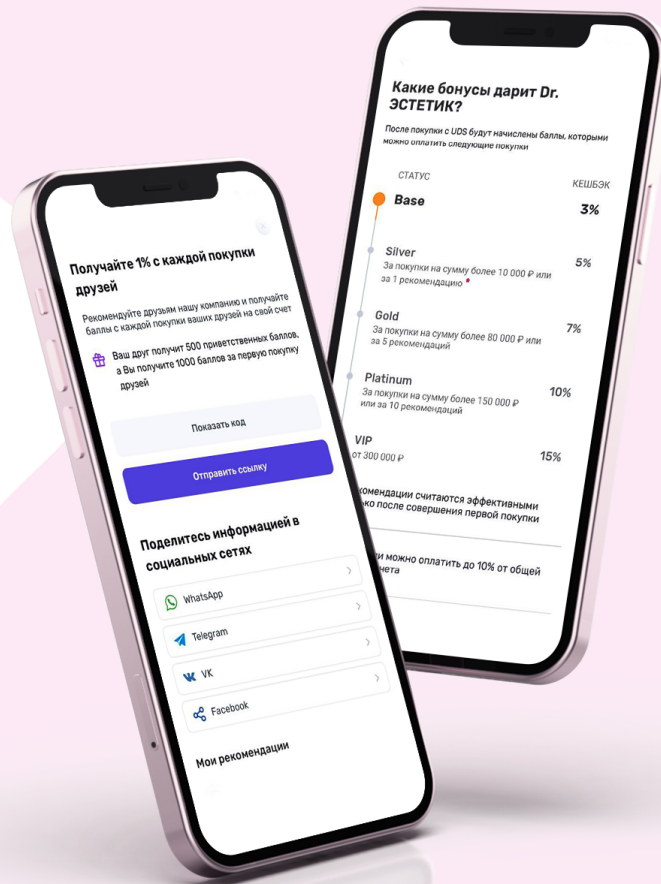 Получайте 1% с каждой покупки
друзей
Рекомендуйте друзьям нашу компанию и получайте
баллы с каждой покупки ваших друзей на свой счет
Ваш друг получит 500 приветственных баллов,
а Вы получите 1000 баллов за первую покупку
друзей
Показать код
Отправить ссылку
Поделитесь информацией в
социальных сетях
WhatsApp
Telegram
VK
Facebook
Мои рекомендации
Какие бонусы дарит Dr.
ЭСТЕТИК?
После покупки с UDS будут начислены баллы, которыми
можно оплатить следующие покупки
СТАТУС КЕШБЭК
Base 3%
Silver 5%
За покупки на сумму более 10 000 ₽ или
за 1 рекомендацию
Gold 7%
За покупки на сумму более 80 000 ₽ или
за 5 рекомендаций
Platinum 10%
За покупки на сумму более 150 000 ₽
или за 10 рекомендаций
VIP 15%
от 300 000 ₽
комендации считаются эффективными
ько после совершения первой покупки
и можно оплатить до 10% от общей
чета